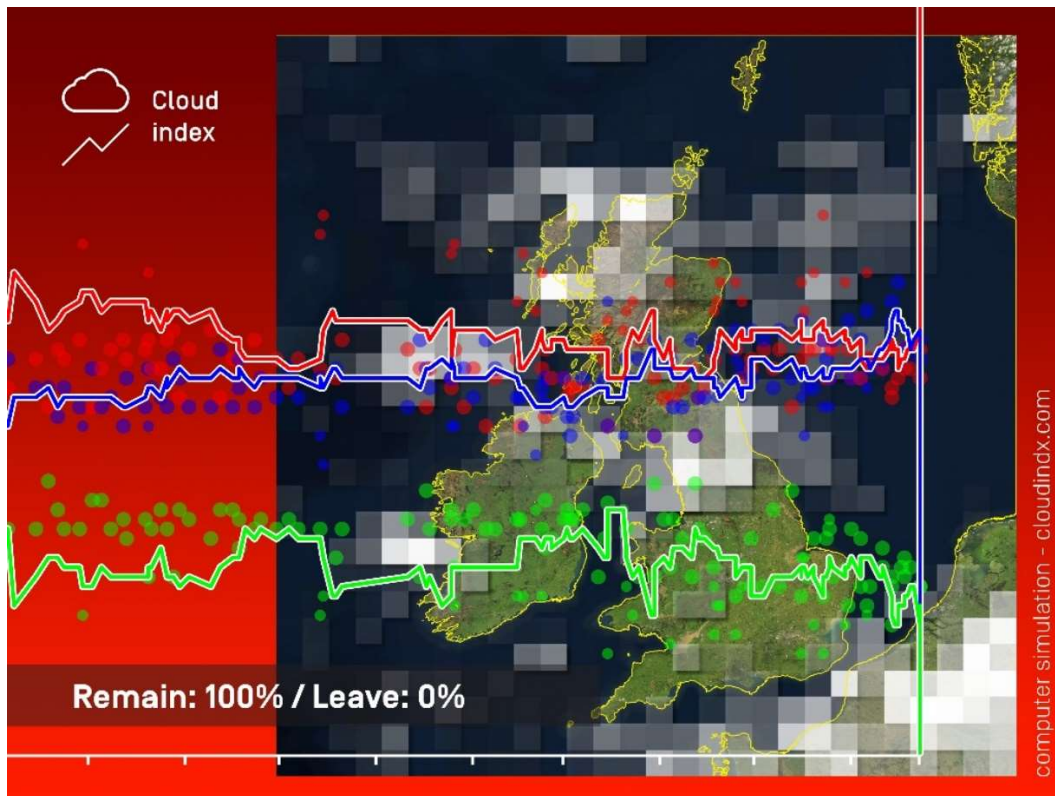 Cloud
index
Remain: 100% / Leave: 0%
computer simulation - cloudindx.com